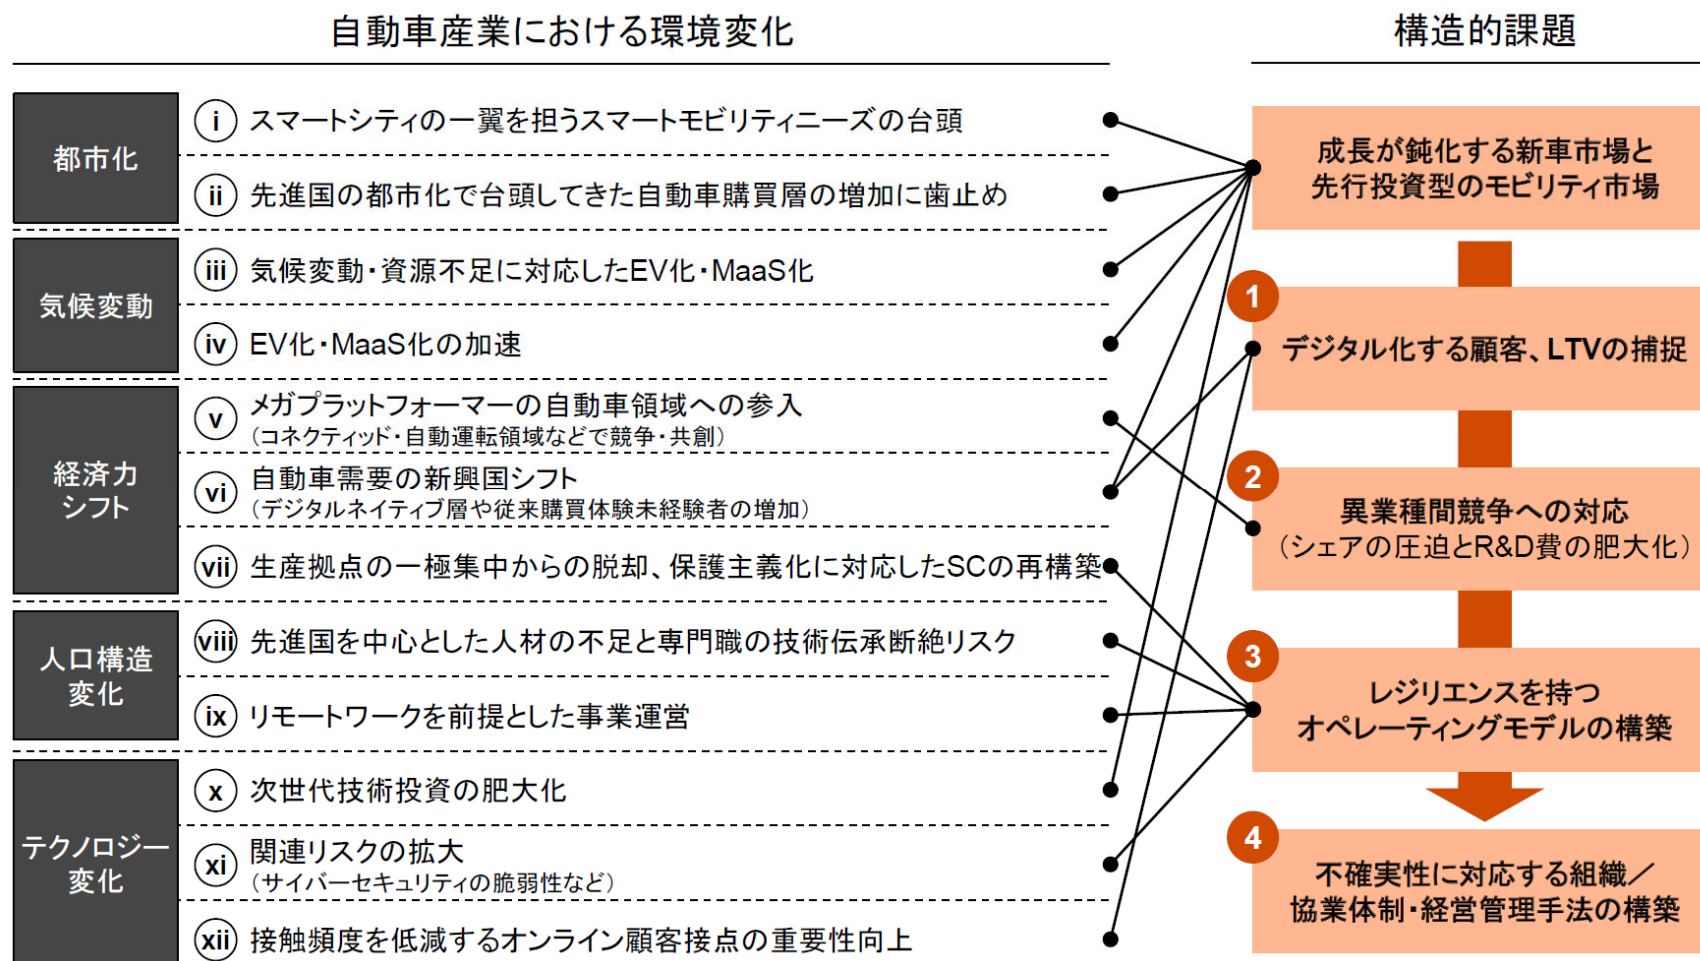 自動車産業における環境変化
構造的課題
都市化
i スマートシティの一翼を担うスマートモビリティニーズの台頭
ii 先進国の都市化で台頭してきた自動車購買層の増加に歯止め
気候変動
iii 気候変動・資源不足に対応したEV化・MaaS化
iv EV化・MaaS化の加速
経済力
シフト
v メガプラットフォーマーの自動車領域への参入
（コネクティッド・自動運転領域などで競争・共創）
vi 自動車需要の新興国シフト
（デジタルネイティブ層や従来購買体験未経験者の増加）
vii 生産拠点の一極集中からの脱却、保護主義化に対応したSCの再構築
人口構造
変化
viii 先進国を中心とした人材の不足と専門職の技術伝承断絶リスク
ix リモートワークを前提とした事業運営
テクノロジー
変化
x 次世代技術投資の肥大化
xi 関連リスクの拡大
（サイバーセキュリティの脆弱性など）
xii 接触頻度を低減するオンライン顧客接点の重要性向上
成長が鈍化する新車市場と
先行投資型のモビリティ市場
1
デジタル化する顧客、LTVの捕捉
2
異業種間競争への対応
（シェアの圧迫とR&D費の肥大化）
3
レジリエンスを持つ
オペレーティングモデルの構築
4
不確実性に対応する組織／
協業体制・経営管理手法の構築